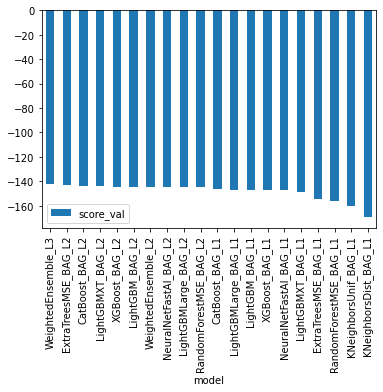 0
−20
−40
−60
−80
−100
−120
−140
−160
score_val
WeightedEnsemble_L3
ExtraTreesMSE_BAG_L2
CatBoost_BAG_L2
LightGBMXT_BAG_L2
XGBoost_BAG_L2
LightGBM_BAG_L2
WeightedEnsemble_L2
NeuralNetFastAI_BAG_L2
LightGBMLarge_BAG_L2
RandomForestMSE_BAG_L2
CatBoost_BAG_L1
LightGBMLarge_BAG_L1
LightGBM_BAG_L1
XGBoost_BAG_L1
NeuralNetFastAI_BAG_L1
LightGBMXT_BAG_L1
ExtraTreesMSE_BAG_L1
RandomForestMSE_BAG_L1
KNeighborsUnif_BAG_L1
KNeighborsDist_BAG_L1
model